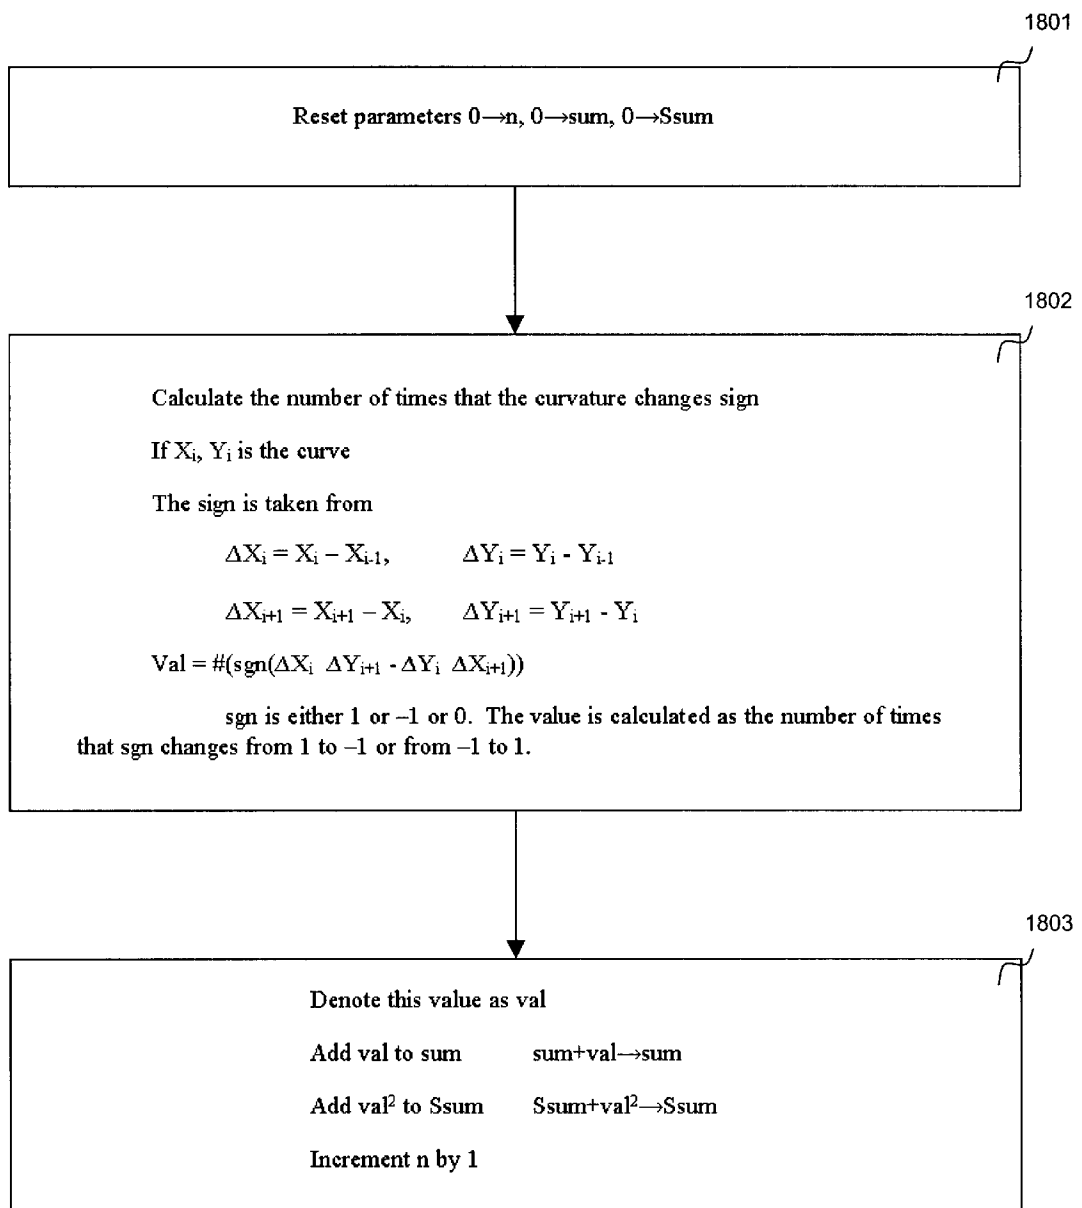 1801
Reset parameters 0→n, 0→sum, 0→Ssum
1802
Calculate the number of times that the curvature changes sign
If Xᵢ, Yᵢ is the curve
The sign is taken from
ΔXᵢ = Xᵢ – Xᵢ₋₁, ΔYᵢ = Yᵢ - Yᵢ₋₁
ΔXᵢ₊₁ = Xᵢ₊₁ – Xᵢ, ΔYᵢ₊₁ = Yᵢ₊₁ - Yᵢ
Val = #(sgn(ΔXᵢ ΔYᵢ₊₁ - ΔYᵢ ΔXᵢ₊₁))
sgn is either 1 or –1 or 0. The value is calculated as the number of times
that sgn changes from 1 to –1 or from –1 to 1.
1803
Denote this value as val
Add val to sum sum+val→sum
Add val² to Ssum Ssum+val²→Ssum
Increment n by 1